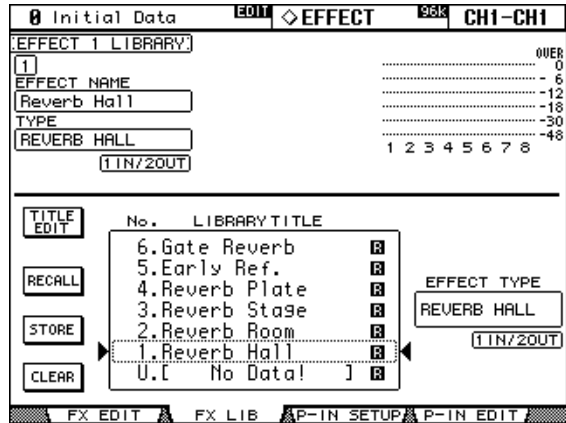 0 Initial Data EDIT ◇EFFECT 96K CH1-CH1
EFFECT 1 LIBRARY
1
EFFECT NAME
Reverb Hall
TYPE
REVERB HALL
1 IN/2OUT
OVER
0
- 6
-12
-18
-30
-48
1 2 3 4 5 6 7 8
TITLE EDIT
RECALL
STORE
CLEAR
No. LIBRARY TITLE
6.Gate Reverb R
5.Early Ref. R
4.Reverb Plate R
3.Reverb Stage R
2.Reverb Room R
1.Reverb Hall R
U.[ No Data! ] R
EFFECT TYPE
REVERB HALL
1 IN/2OUT
FX EDIT FX LIB P-IN SETUP P-IN EDIT